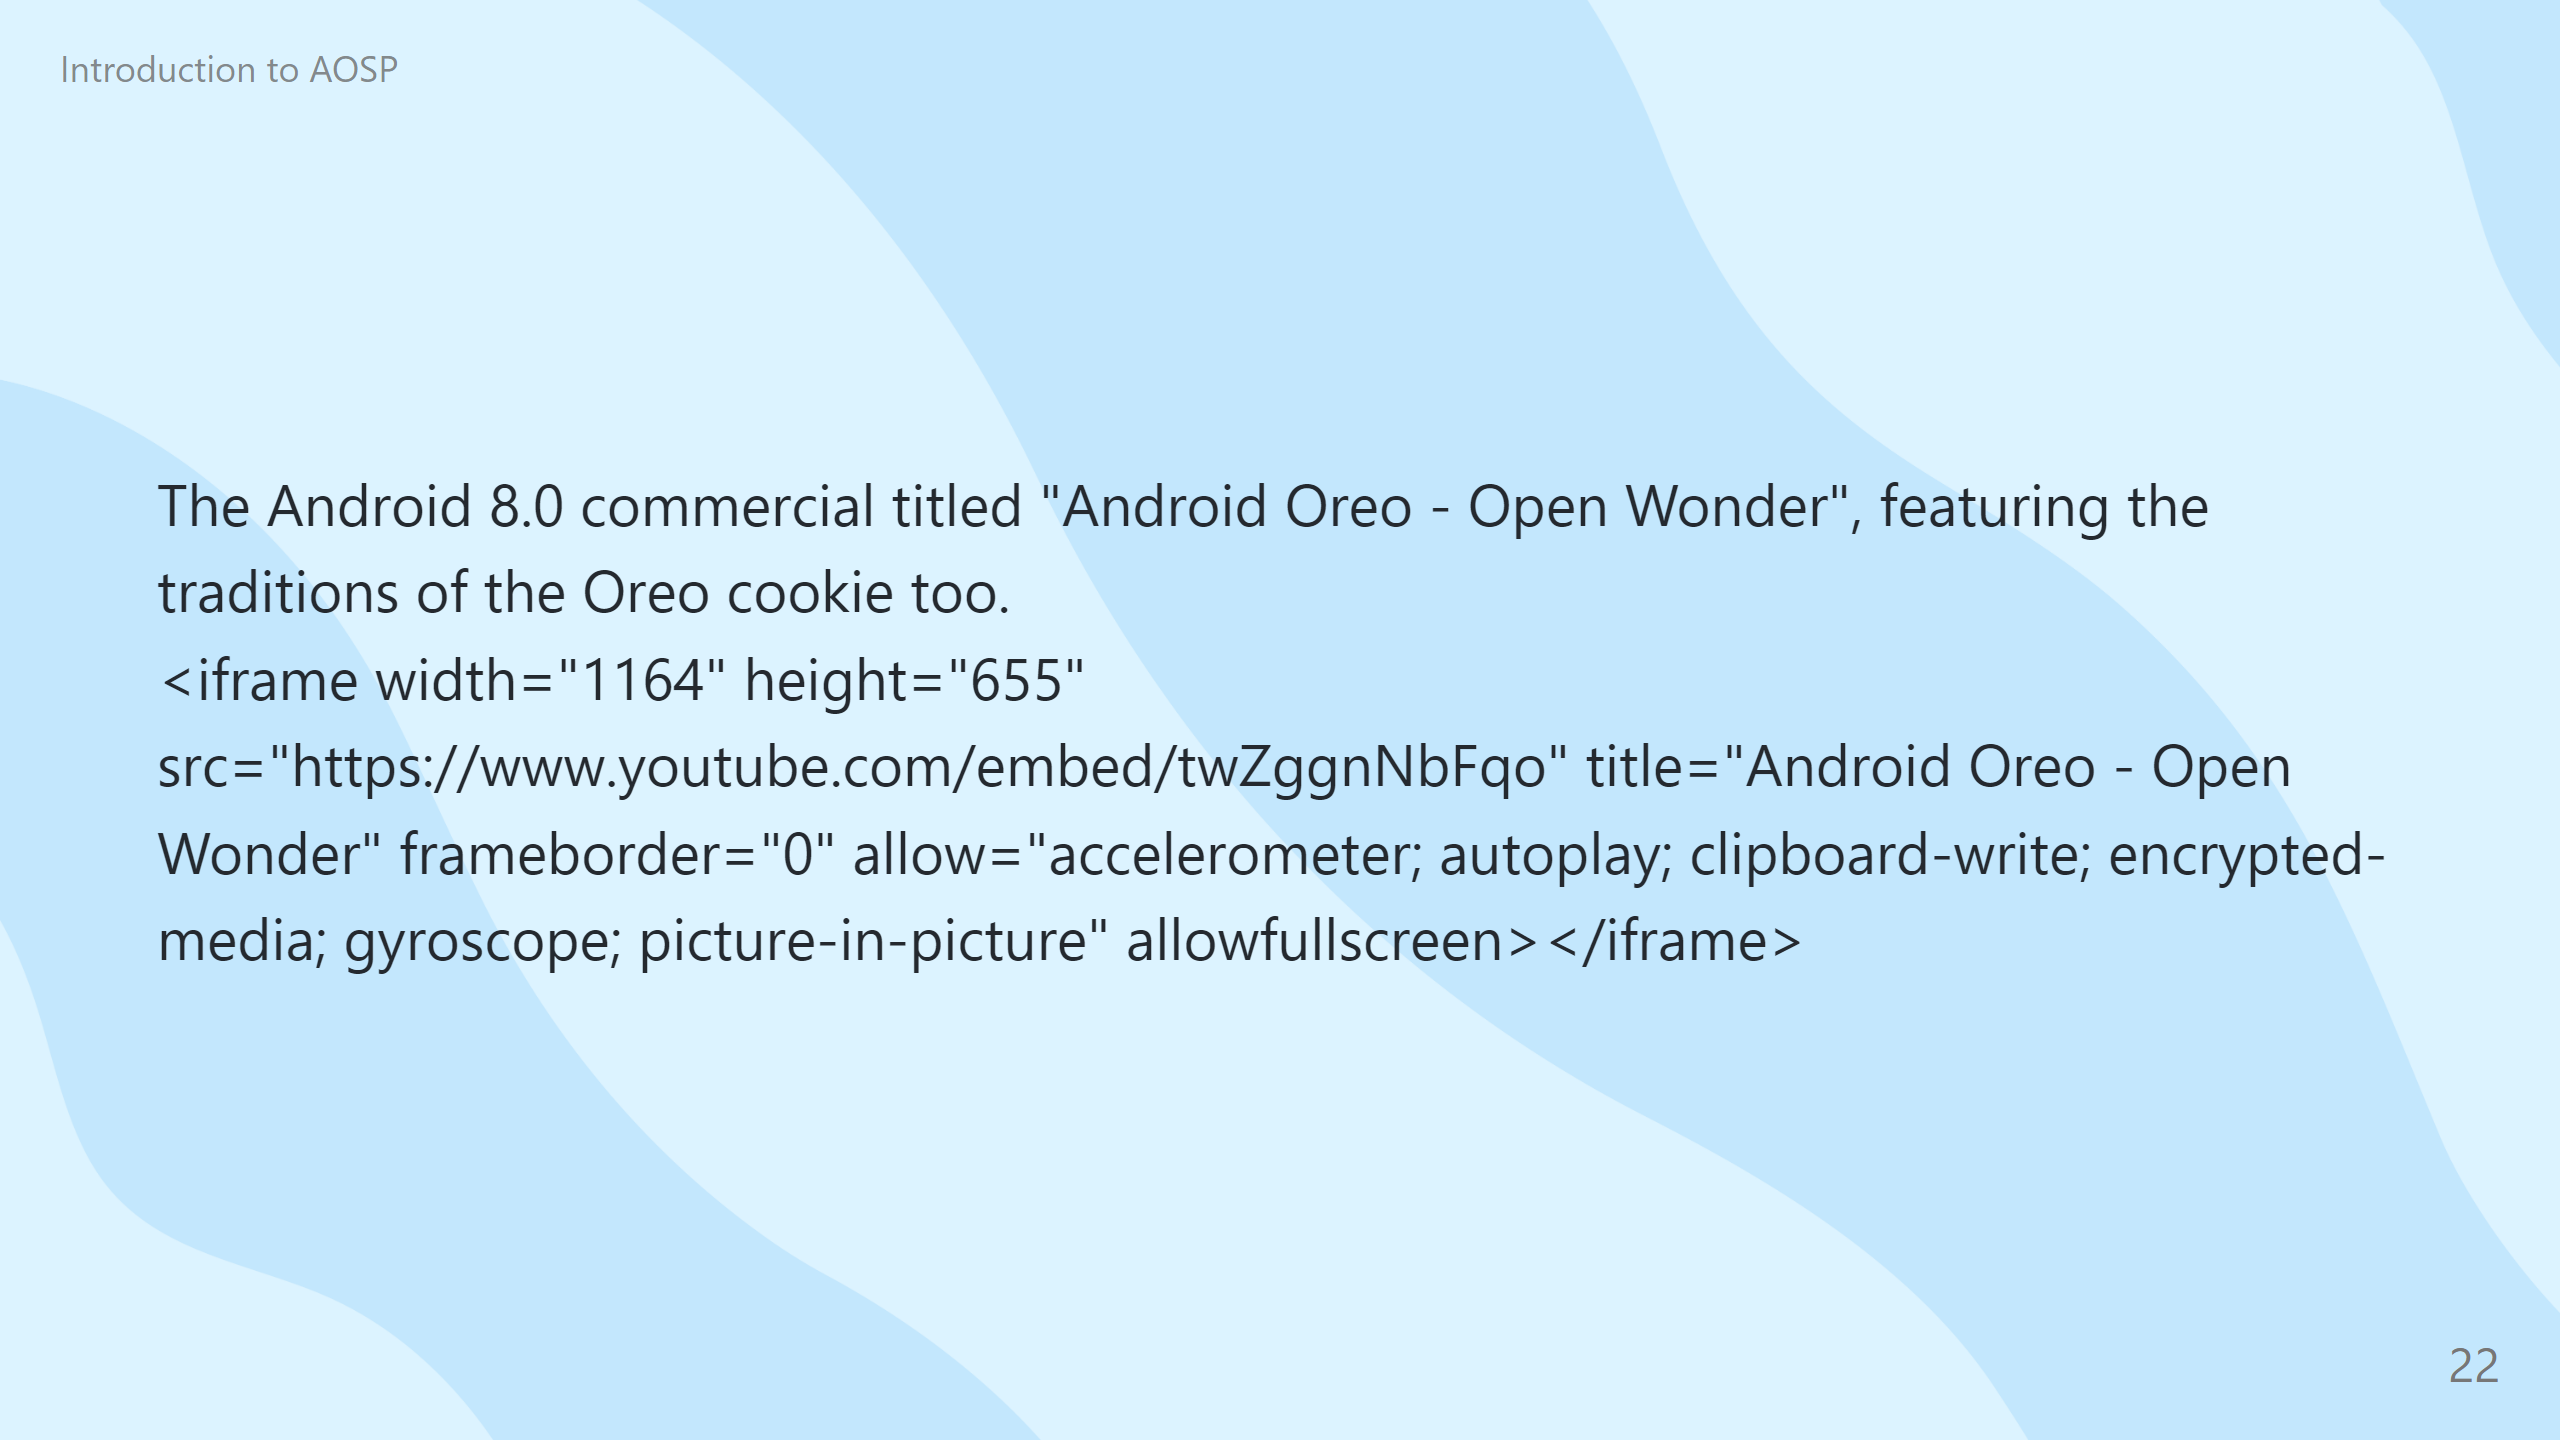 Introduction to AOSP
The Android 8.0 commercial titled "Android Oreo - Open Wonder", featuring the
traditions of the Oreo cookie too.
<iframe width="1164" height="655"
src="https://www.youtube.com/embed/twZggnNbFqo" title="Android Oreo - Open
Wonder" frameborder="0" allow="accelerometer; autoplay; clipboard-write; encrypted-
media; gyroscope; picture-in-picture" allowfullscreen></iframe>
22